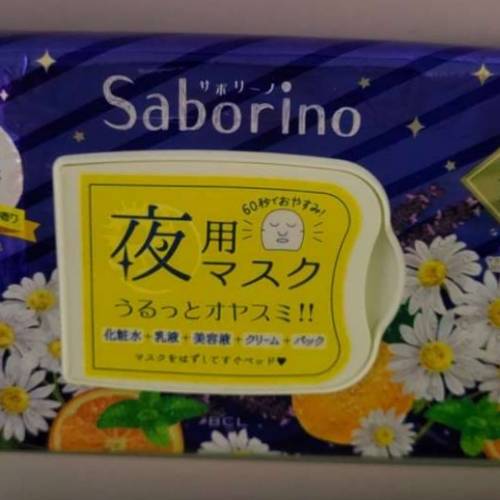 サボリーノ
Saborino
60秒でおやすみ!
夜用
マスク
うるっとオヤスミ!!
化粧水+乳液+美容液+クリーム+パック
マスクをはずしてすぐベッド♥
BCL